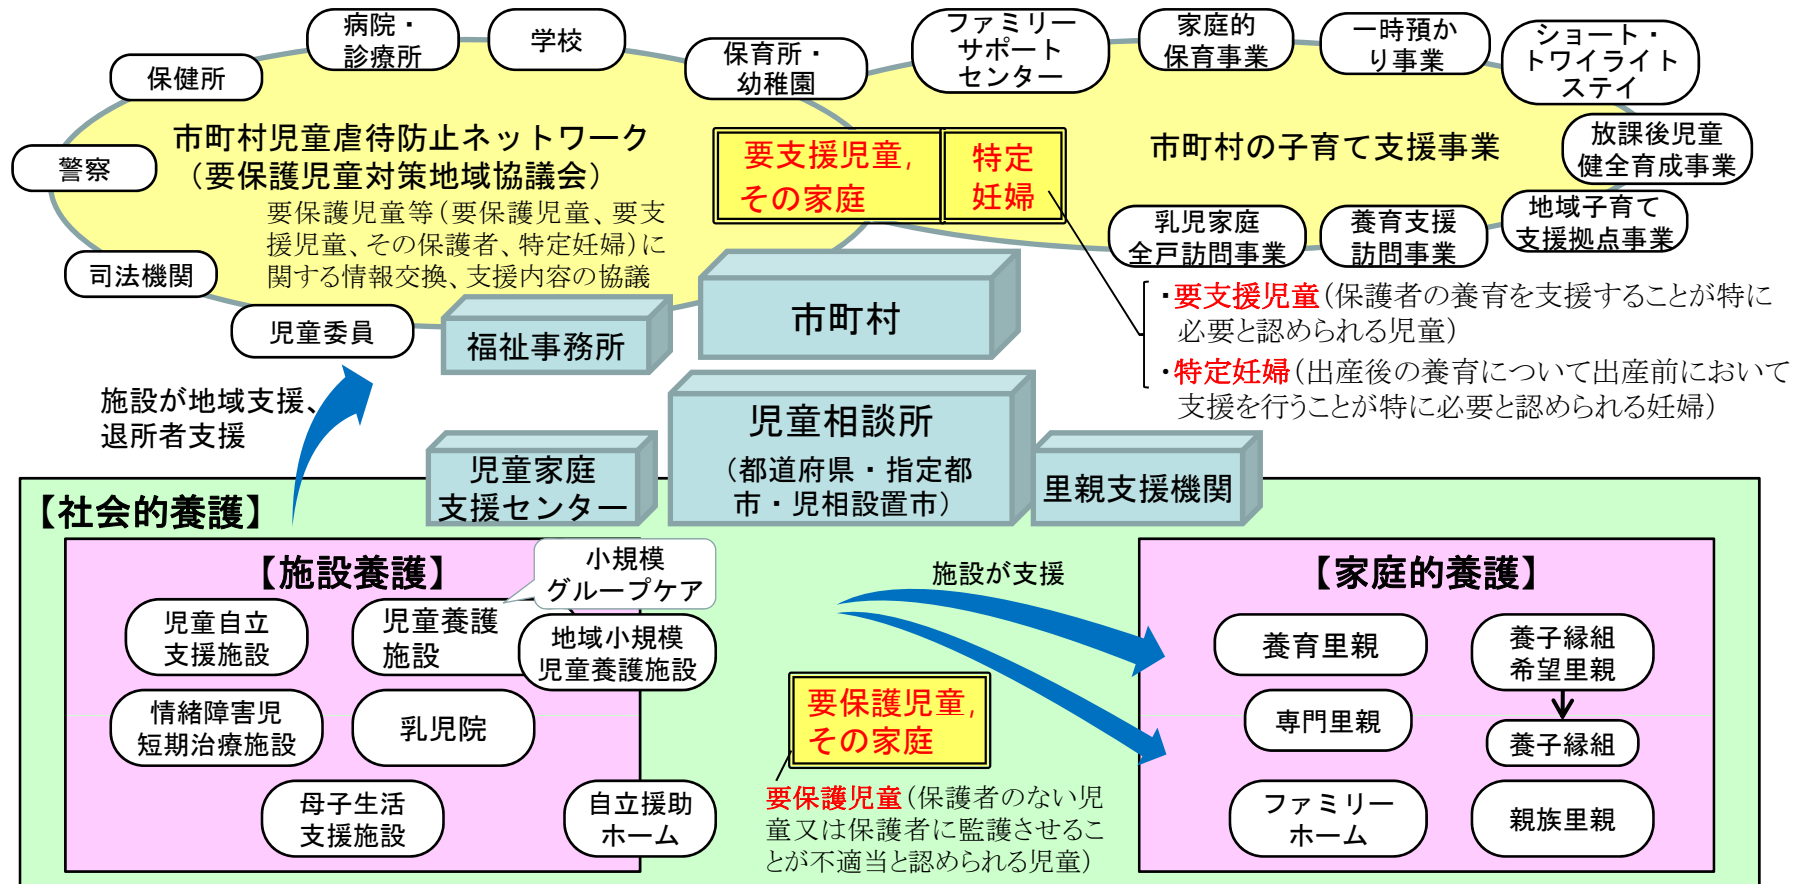 病院・
診療所
学校
保健所
保育所・
幼稚園
ファミリー
サポート
センター
家庭的
保育事業
一時預か
り事業
ショート・
トワイライト
ステイ
警察
市町村児童虐待防止ネットワーク
（要保護児童対策地域協議会）
要保護児童等（要保護児童、要支
援児童、その保護者、特定妊婦）に
関する情報交換、支援内容の協議
要支援児童，
その家庭
特定
妊婦
市町村の子育て支援事業
放課後児童
健全育成事業
地域子育て
支援拠点事業
乳児家庭
全戸訪問事業
養育支援
訪問事業
司法機関
児童委員
福祉事務所
市町村
・要支援児童（保護者の養育を支援することが特に
必要と認められる児童）
・特定妊婦（出産後の養育について出産前において
支援を行うことが特に必要と認められる妊婦）
施設が地域支援、
退所者支援
児童家庭
支援センター
児童相談所
（都道府県・指定都
市・児相設置市）
里親支援機関
【社会的養護】
【施設養護】
小規模
グループケア
児童自立
支援施設
児童養護
施設
地域小規模
児童養護施設
情緒障害児
短期治療施設
乳児院
母子生活
支援施設
自立援助
ホーム
施設が支援
要保護児童，
その家庭
要保護児童（保護者のない児
童又は保護者に監護させるこ
とが不適当と認められる児童）
【家庭的養護】
養育里親
養子縁組
希望里親
専門里親
養子縁組
ファミリー
ホーム
親族里親